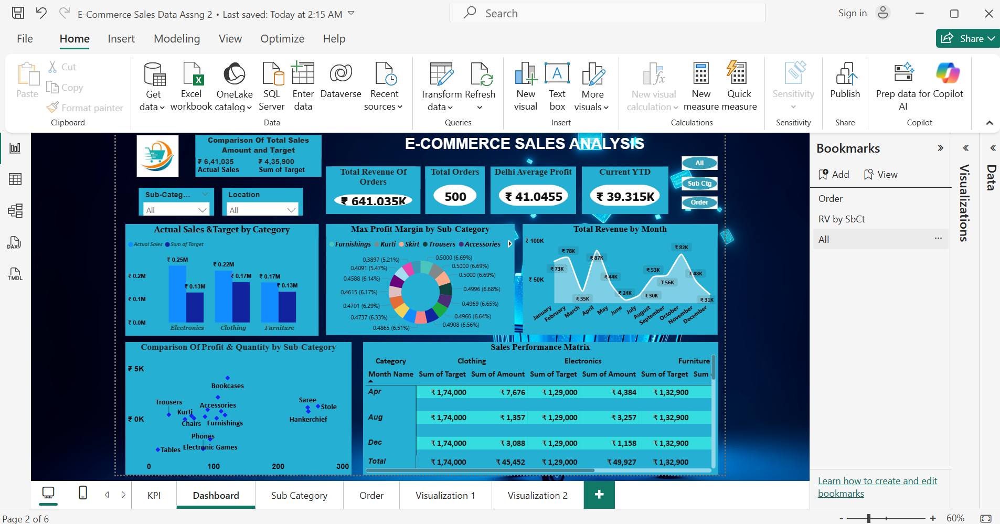 E-Commerce Sales Data Assng 2 • Last saved: Today at 2:15 AM
Search
Sign in
File Home Insert Modeling View Optimize Help
Share
Paste
Cut
Copy
Format painter
Clipboard
Get data
Excel workbook
OneLake catalog
SQL Server
Enter data
Dataverse
Recent sources
Data
Transform data
Refresh
Queries
New visual
Text box
More visuals
Insert
New visual calculation
New measure
Quick measure
Calculations
Sensitivity
Sensitivity
Publish
Share
Prep data for AI
Copilot
Copilot
Comparison Of Total Sales
Amount and Target
₹ 6,41,035 ₹ 4,35,900
Actual Sales Sum of Target
E-COMMERCE SALES ANALYSIS
Total Revenue Of
Orders
₹ 641.035K
Total Orders
500
Delhi Average Profit
₹ 41.0455
Current YTD
₹ 39.315K
All
Sub Ctg
Order
Sub-Categ...
All
Location
All
Actual Sales &Target by Category
Actual Sales Sum of Target
₹ 0.2M
₹ 0.1M
₹ 0.0M
₹ 0.25M
₹ 0.13M
₹ 0.22M
₹ 0.17M
₹ 0.17M
₹ 0.13M
Electronics Clothing Furniture
Max Profit Margin by Sub-Category
Furnishings Kurti Skirt Trousers Accessories
0.5000 (6.69%)
0.5000 (6.69%)
0.5000 (6.69%)
0.4996 (6.68%)
0.4969 (6.65%)
0.4966 (6.64%)
0.4908 (6.56%)
0.4865 (6.51%)
0.4737 (6.33%)
0.4701 (6.29%)
0.4615 (6.17%)
0.4588 (6.14%)
0.4091 (5.47%)
0.3897 (5.21%)
Total Revenue by Month
₹ 100K
₹ 50K
₹ 73K
₹ 78K
₹ 35K
₹ 87K
₹ 44K
₹ 24K
₹ 30K
₹ 53K
₹ 56K
₹ 82K
₹ 48K
₹ 31K
January
February
March
April
May
June
July
August
September
October
November
December
Comparison Of Profit & Quantity by Sub-Category
₹ 5K
₹ 0K
Bookcases
Trousers
Accessories
Kurti
Chairs
Furnishings
Saree
Stole
Hankerchief
Phones
Electronic Games
Tables
0 100 200 300
Sales Performance Matrix
Category Clothing Electronics Furniture
Month Name Sum of Target Sum of Amount Sum of Target Sum of Amount Sum of Target Sum
Apr ₹ 1,74,000 ₹ 7,676 ₹ 1,29,000 ₹ 4,384 ₹ 1,32,900
Aug ₹ 1,74,000 ₹ 1,357 ₹ 1,29,000 ₹ 3,257 ₹ 1,32,900
Dec ₹ 1,74,000 ₹ 3,088 ₹ 1,29,000 ₹ 1,158 ₹ 1,32,900
Total ₹ 1,74,000 ₹ 45,452 ₹ 1,29,000 ₹ 49,927 ₹ 1,32,900
Bookmarks
Add View
Order
RV by SbCt
All
...
Learn how to create and edit
bookmarks
Visualizations
Data
DAX
TMDL
KPI Dashboard Sub Category Order Visualization 1 Visualization 2
Page 2 of 6
- + 60%